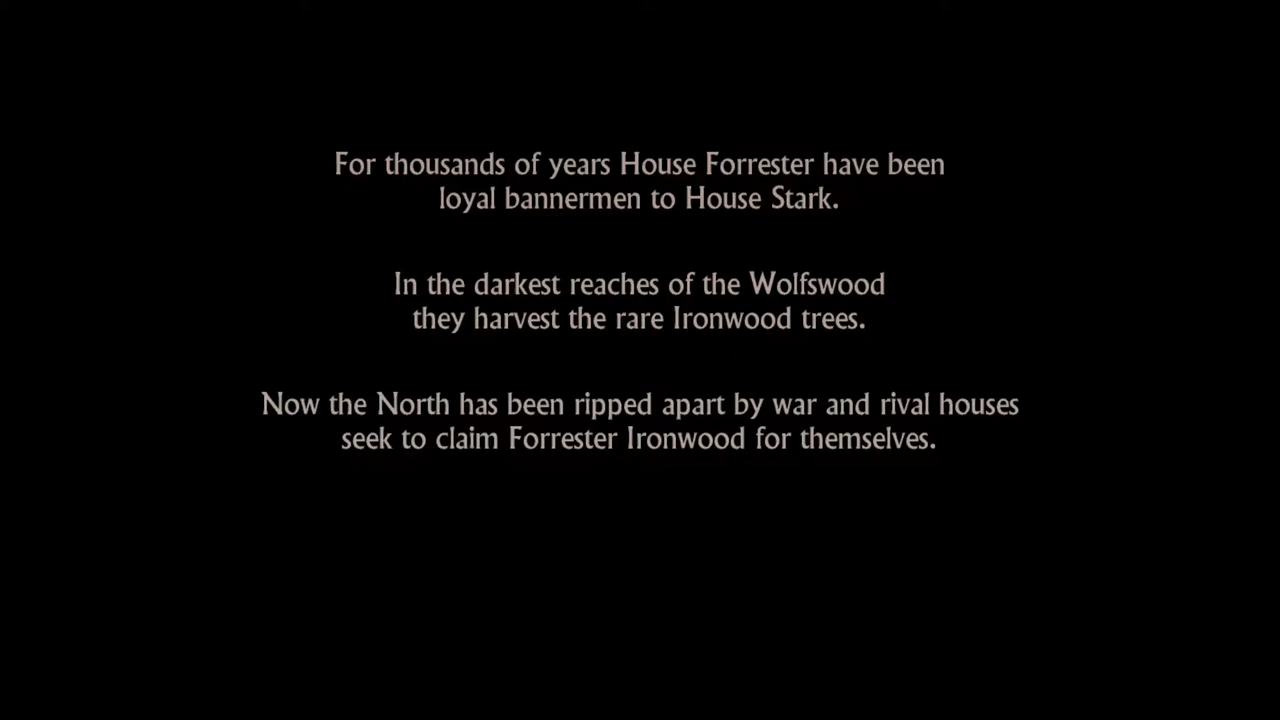 For thousands of years House Forrester have been
loyal bannermen to House Stark.
In the darkest reaches of the Wolfswood
they harvest the rare Ironwood trees.
Now the North has been ripped apart by war and rival houses
seek to claim Forrester Ironwood for themselves.